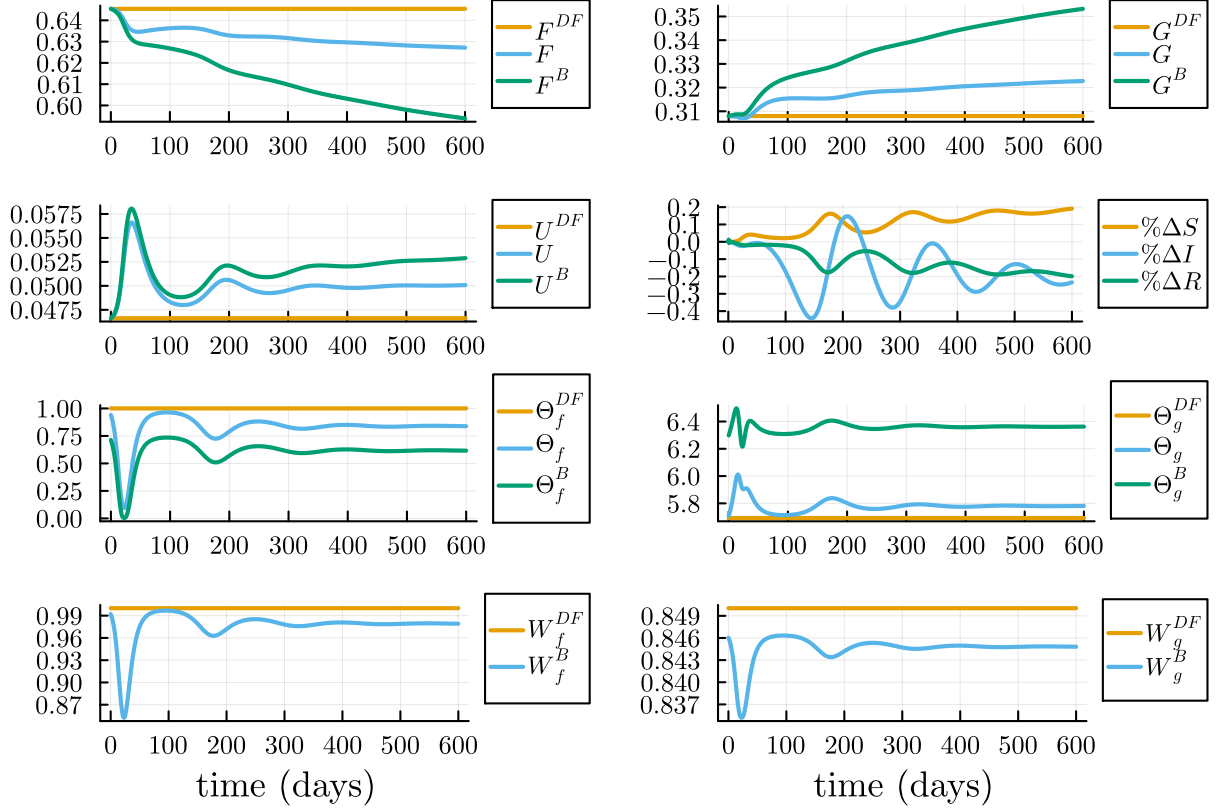 0.64
0.63
0.62
0.61
0.60
0 100 200 300 400 500 600
F^{DF}
F
F^{B}
0.35
0.34
0.33
0.32
0.31
0 100 200 300 400 500 600
G^{DF}
G
G^{B}
0.0575
0.0550
0.0525
0.0500
0.0475
0 100 200 300 400 500 600
U^{DF}
U
U^{B}
0.2
0.1
0.0
−0.1
−0.2
−0.3
−0.4
0 100 200 300 400 500 600
%ΔS
%ΔI
%ΔR
1.00
0.75
0.50
0.25
0.00
0 100 200 300 400 500 600
Θ_f^{DF}
Θ_f
Θ_f^{B}
6.4
6.2
6.0
5.8
0 100 200 300 400 500 600
Θ_g^{DF}
Θ_g
Θ_g^{B}
0.99
0.96
0.93
0.90
0.87
0 100 200 300 400 500 600
time (days)
W_f^{DF}
W_f^{B}
0.849
0.846
0.843
0.840
0.837
0 100 200 300 400 500 600
time (days)
W_g^{DF}
W_g^{B}